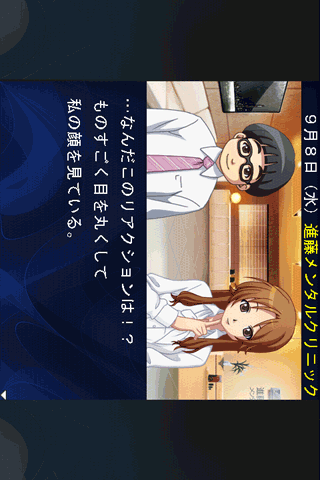 9月8日（水）進藤メンタルクリニック
…なんだこのリアクションは！？
ものすごく目を丸くして
私の顔を見ている。